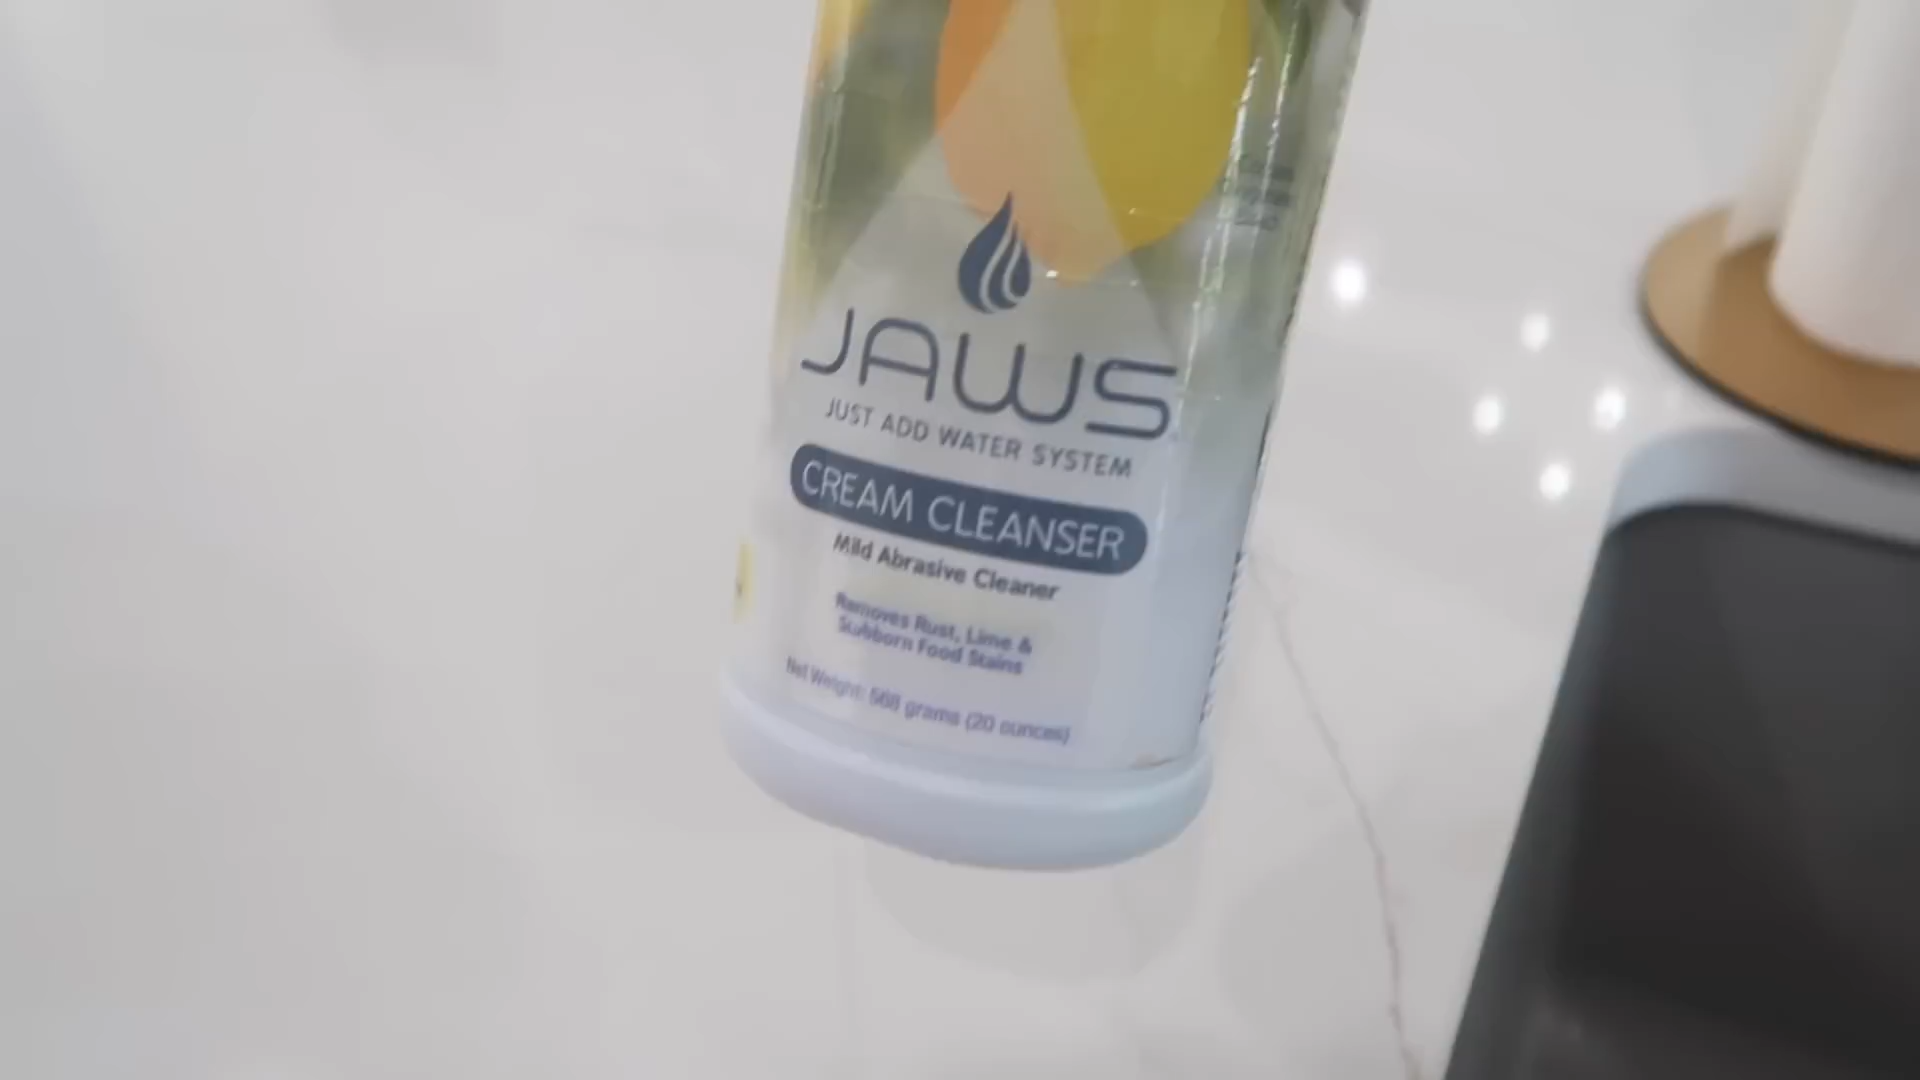 JAWS
JUST ADD WATER SYSTEM
CREAM CLEANSER
Mild Abrasive Cleaner
Removes Rust, Lime &
Stubborn Food Stains
Net Weight: 568 grams (20 ounces)